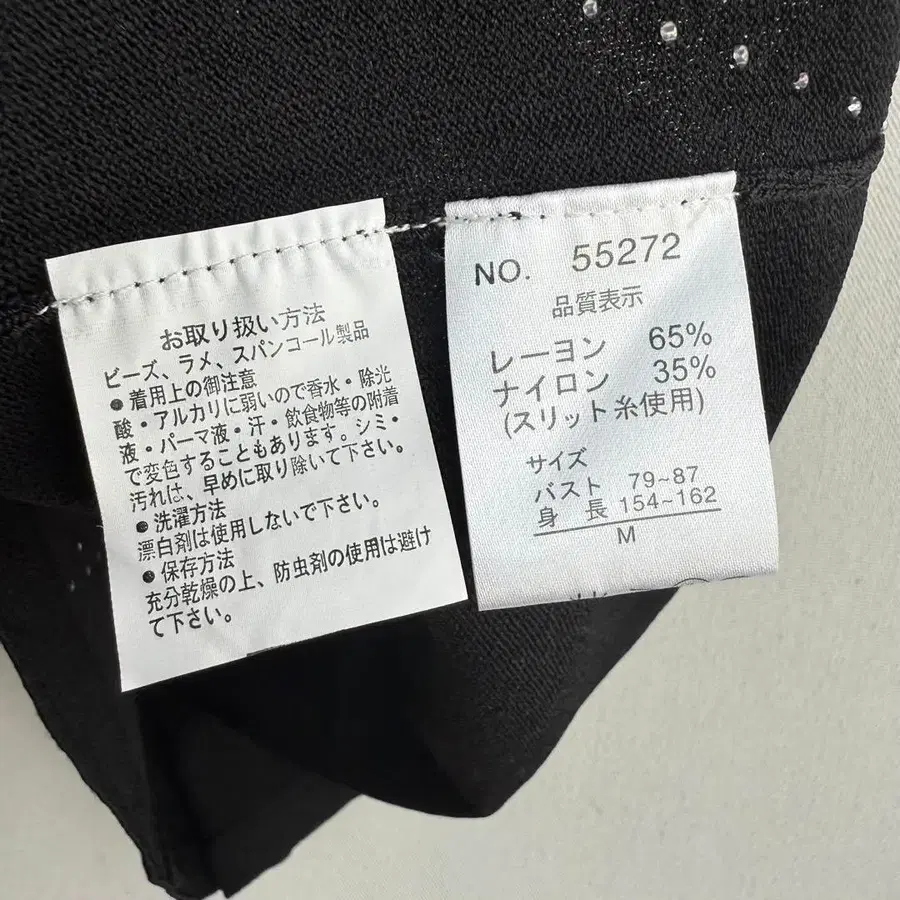 お取り扱い方法
ビーズ、ラメ、スパンコール製品
● 着用上の御注意
酸・アルカリに弱いので香水・除光
液・パーマ液・汗・飲食物等の附着
で変色することもあります。シミ・
汚れは、早めに取り除いて下さい。
● 洗濯方法
漂白剤は使用しないで下さい。
● 保存方法
充分乾燥の上、防虫剤の使用は避け
て下さい。
NO. 55272
品質表示
レーヨン 65%
ナイロン 35%
(スリット糸使用)
サイズ
バスト 79~87
身長 154~162
M